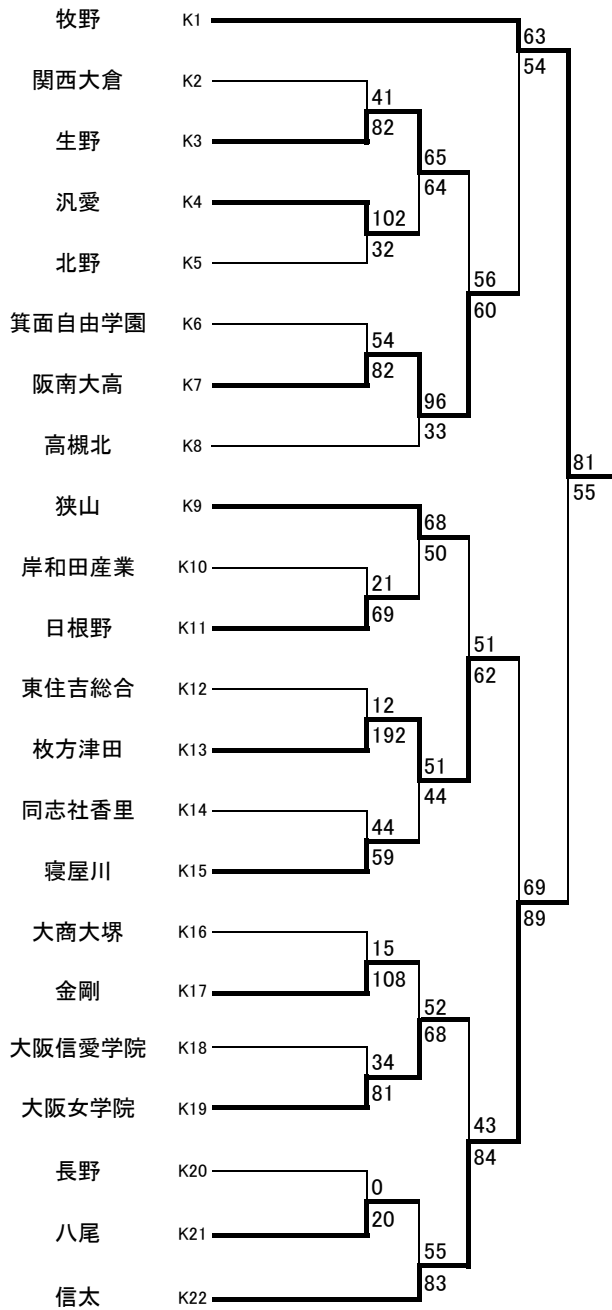 牧野 K1
63
54
関西大倉 K2
41
82
生野 K3
65
64
汎愛 K4
102
32
北野 K5
56
60
箕面自由学園 K6
54
82
阪南大高 K7
96
33
高槻北 K8
81
55
狭山 K9
68
50
岸和田産業 K10
21
69
日根野 K11
51
62
東住吉総合 K12
12
192
枚方津田 K13
51
44
同志社香里 K14
44
59
寝屋川 K15
69
89
大商大堺 K16
15
108
金剛 K17
52
68
大阪信愛学院 K18
34
81
大阪女学院 K19
43
84
長野 K20
0
20
八尾 K21
55
83
信太 K22